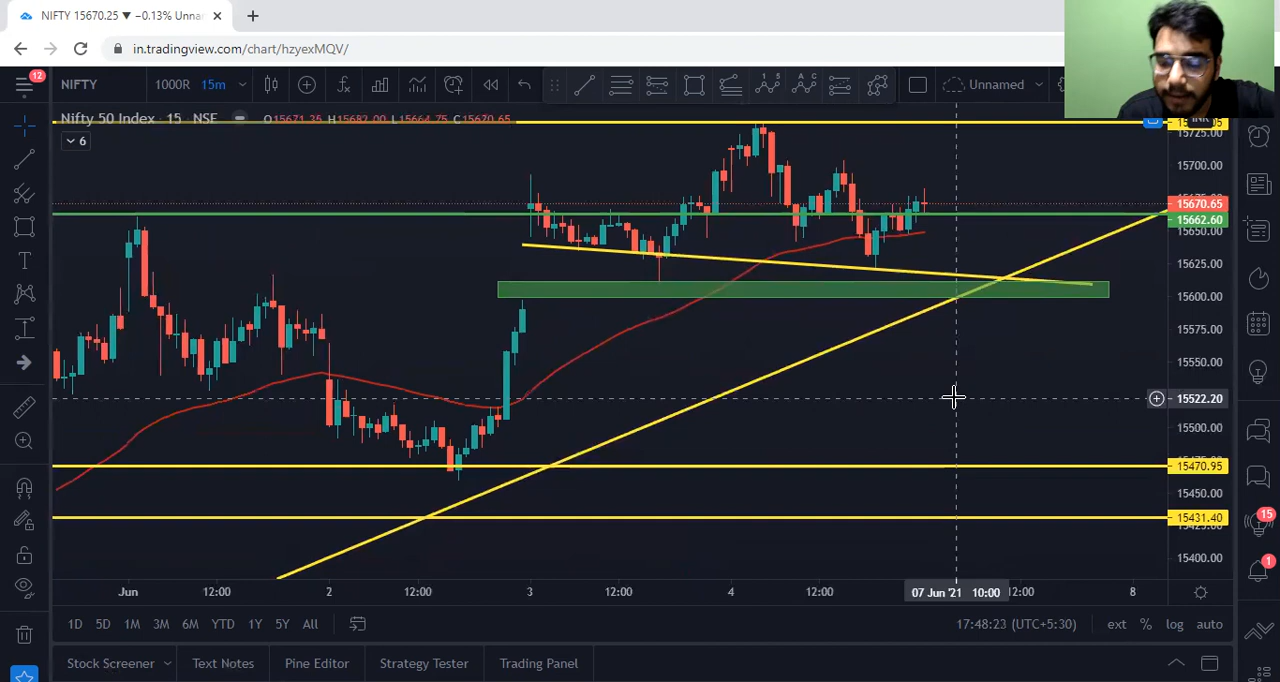 NIFTY 15670.25 ▼ −0.13% Unnar
in.tradingview.com/chart/hzyexMQV/
12
NIFTY 1000R 15m Unnamed
Nifty 50 Index · 15 · NSE O15671.35 H15682.00 L15664.75 C15670.65
6
15725.00
15700.00
15670.65
15662.60
15650.00
15625.00
15600.00
15575.00
15550.00
15522.20
15500.00
15470.95
15450.00
15431.40
15400.00
15
1
Jun 12:00 2 12:00 3 12:00 4 12:00 07 Jun '21 10:00 12:00 8
1D 5D 1M 3M 6M YTD 1Y 5Y All 17:48:23 (UTC+5:30) ext % log auto
Stock Screener Text Notes Pine Editor Strategy Tester Trading Panel